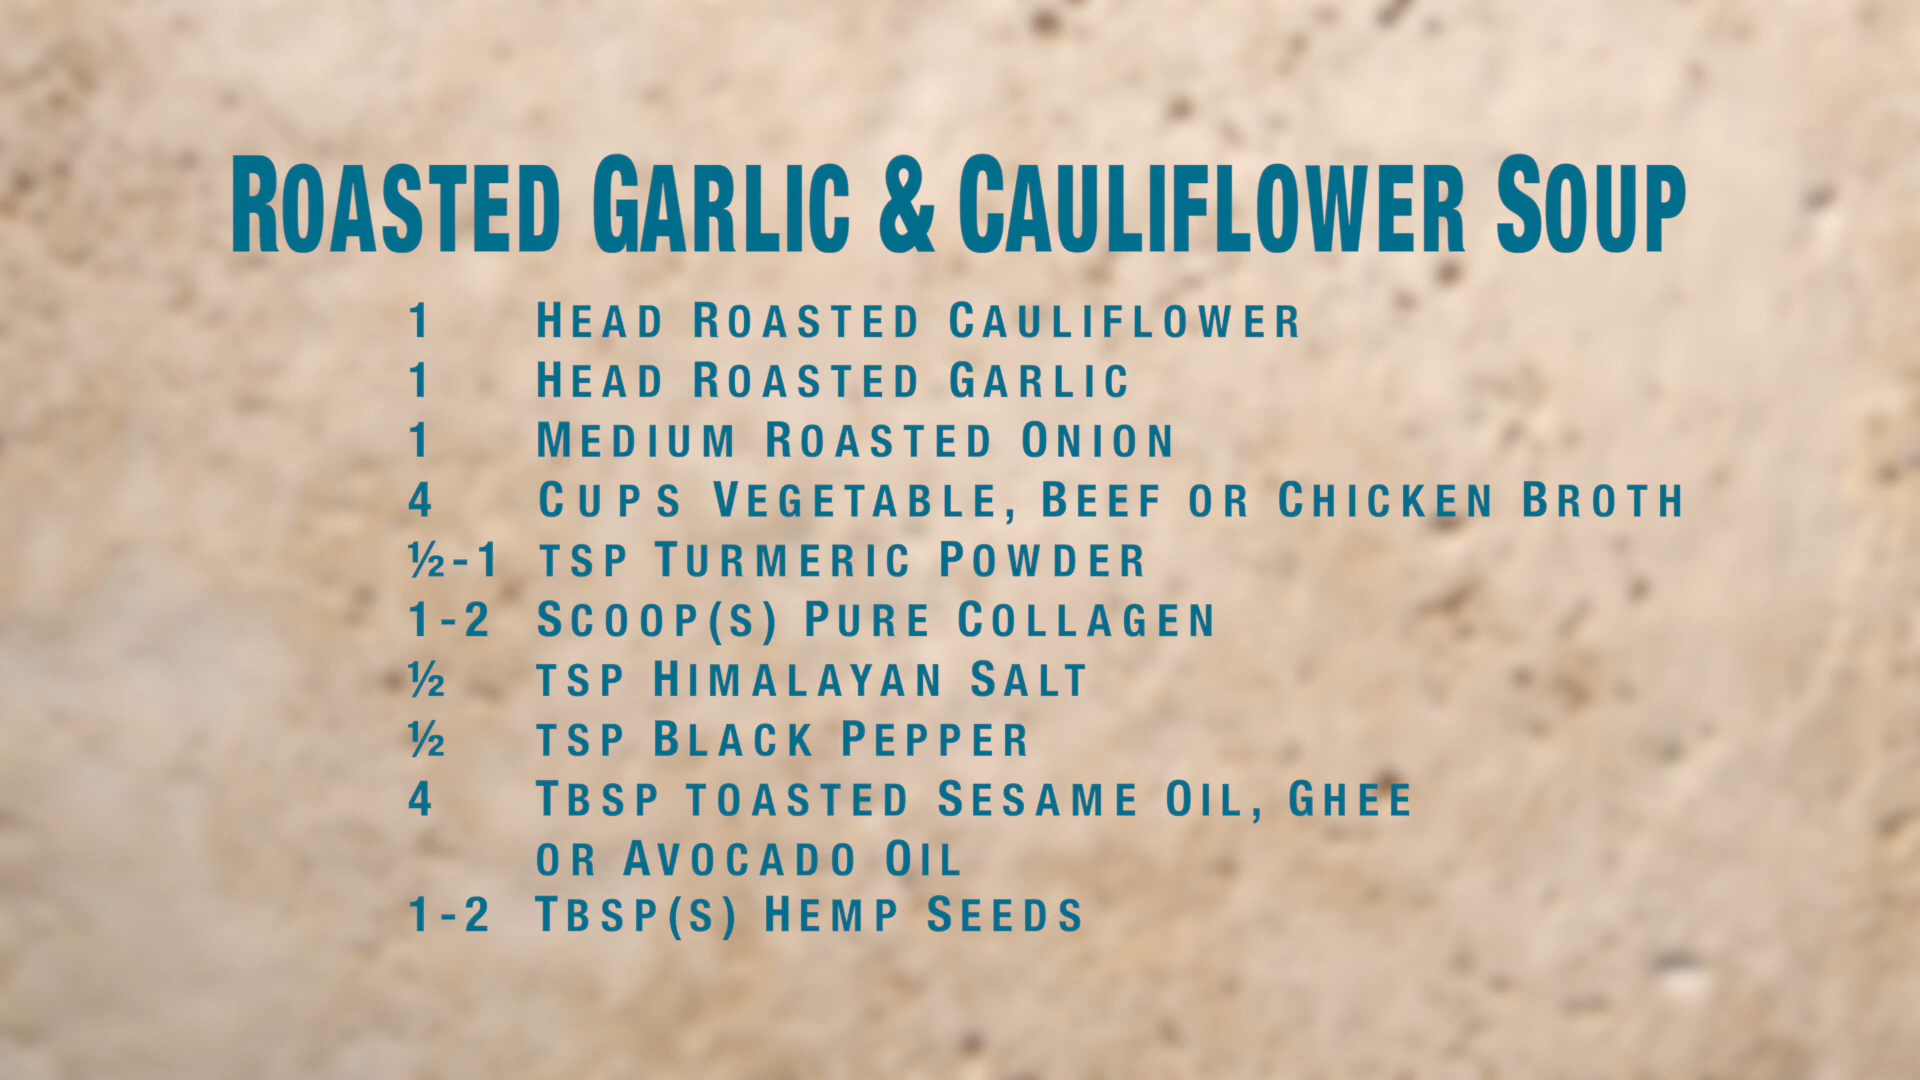 Roasted Garlic & Cauliflower Soup
1 Head Roasted Cauliflower
1 Head Roasted Garlic
1 Medium Roasted Onion
4 Cups Vegetable, Beef or Chicken Broth
½-1 tsp Turmeric Powder
1-2 Scoop(s) Pure Collagen
½ tsp Himalayan Salt
½ tsp Black Pepper
4 Tbsp toasted Sesame Oil, Ghee
or Avocado Oil
1-2 Tbsp(s) Hemp Seeds